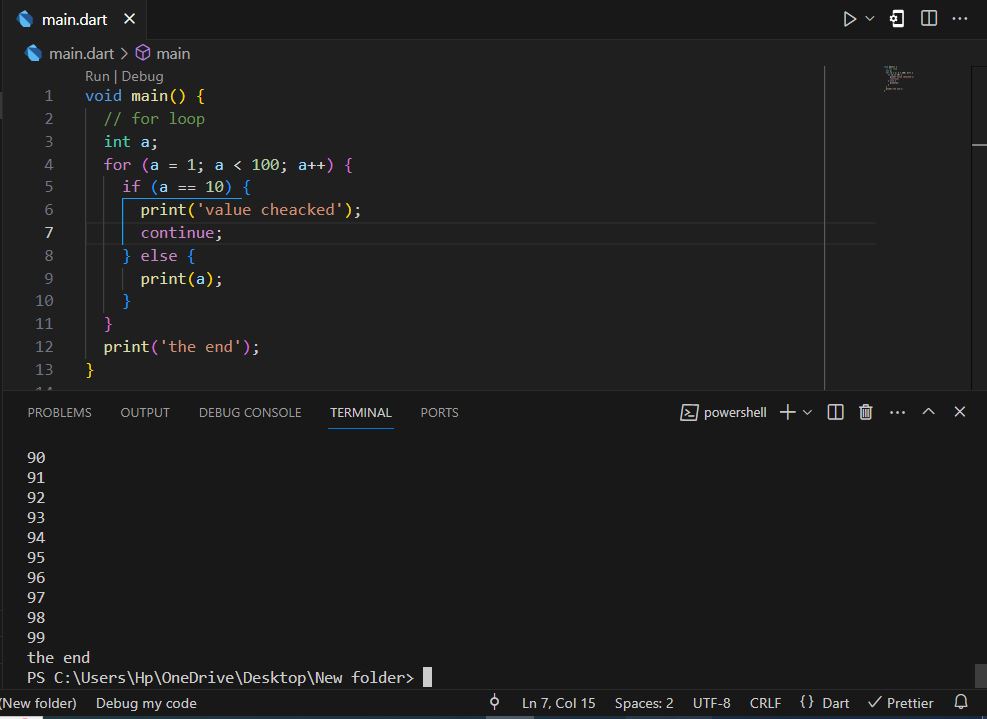 main.dart
main.dart > main
Run | Debug
1 void main() {
2 // for loop
3 int a;
4 for (a = 1; a < 100; a++) {
5 if (a == 10) {
6 print('value cheacked');
7 continue;
8 } else {
9 print(a);
10 }
11 }
12 print('the end');
13 }
PROBLEMS OUTPUT DEBUG CONSOLE TERMINAL PORTS powershell
90
91
92
93
94
95
96
97
98
99
the end
PS C:\Users\Hp\OneDrive\Desktop\New folder>
(New folder) Debug my code Ln 7, Col 15 Spaces: 2 UTF-8 CRLF {} Dart Prettier